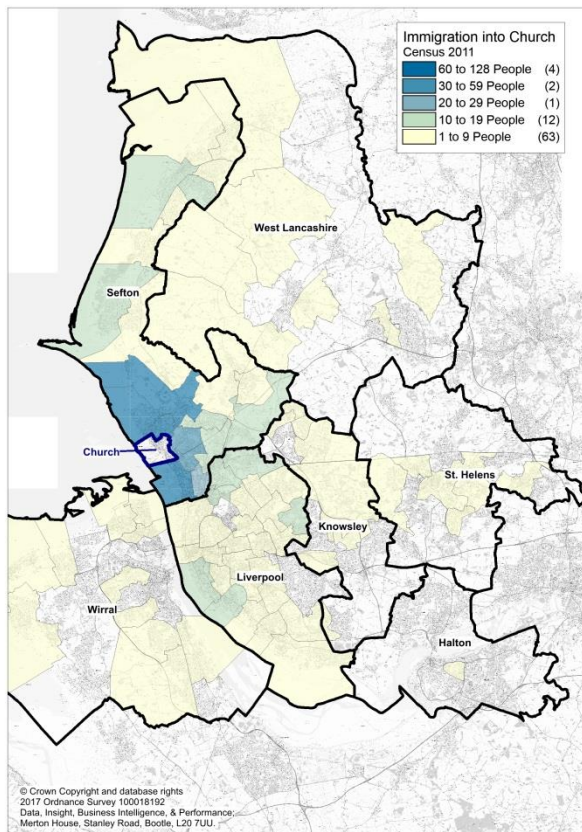 Immigration into Church
Census 2011
60 to 128 People (4)
30 to 59 People (2)
20 to 29 People (1)
10 to 19 People (12)
1 to 9 People (63)
West Lancashire
Sefton
Church
St. Helens
Knowsley
Liverpool
Wirral
Halton
© Crown Copyright and database rights
2017 Ordnance Survey 100018192
Data, Insight, Business Intelligence, & Performance;
Merton House, Stanley Road, Bootle, L20 7UU.